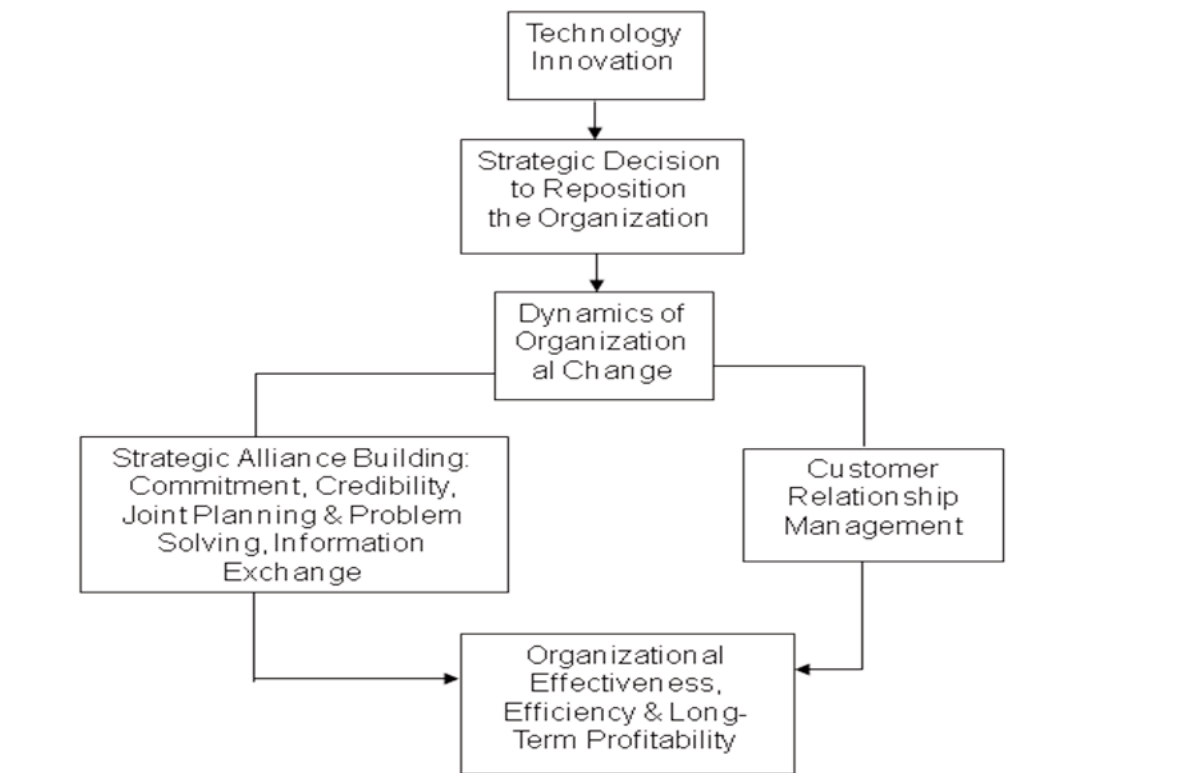 Technology
Innovation
Strategic Decision
to Reposition
the Organization
Dynamics of
Organization
al Change
Strategic Alliance Building:
Commitment, Credibility,
Joint Planning & Problem
Solving, Information
Exchange
Customer
Relationship
Management
Organizational
Effectiveness,
Efficiency & Long-
Term Profitability